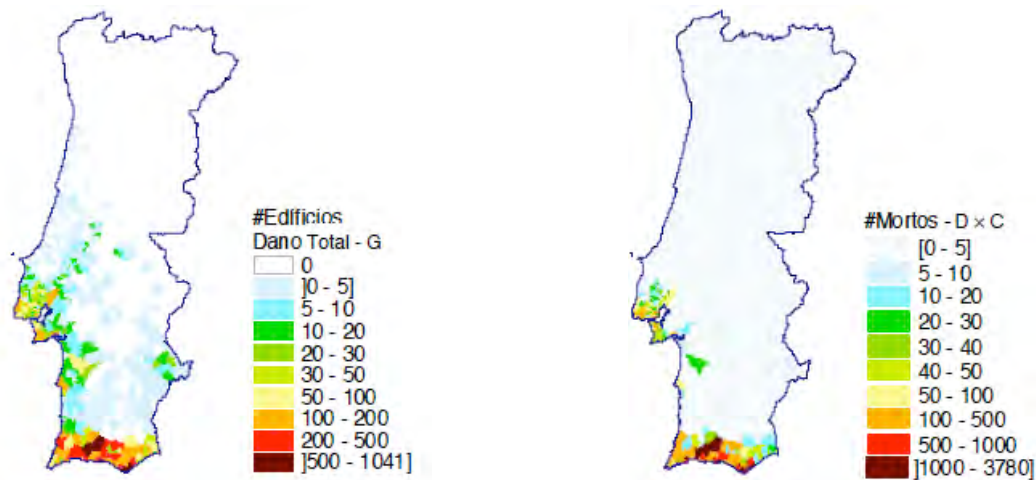 #Edifícios
Dano Total - G
0
]0 - 5]
5 - 10
10 - 20
20 - 30
30 - 50
50 - 100
100 - 200
200 - 500
]500 - 1041]
#Mortos - D × C
[0 - 5]
5 - 10
10 - 20
20 - 30
30 - 40
40 - 50
50 - 100
100 - 500
500 - 1000
]1000 - 3780]